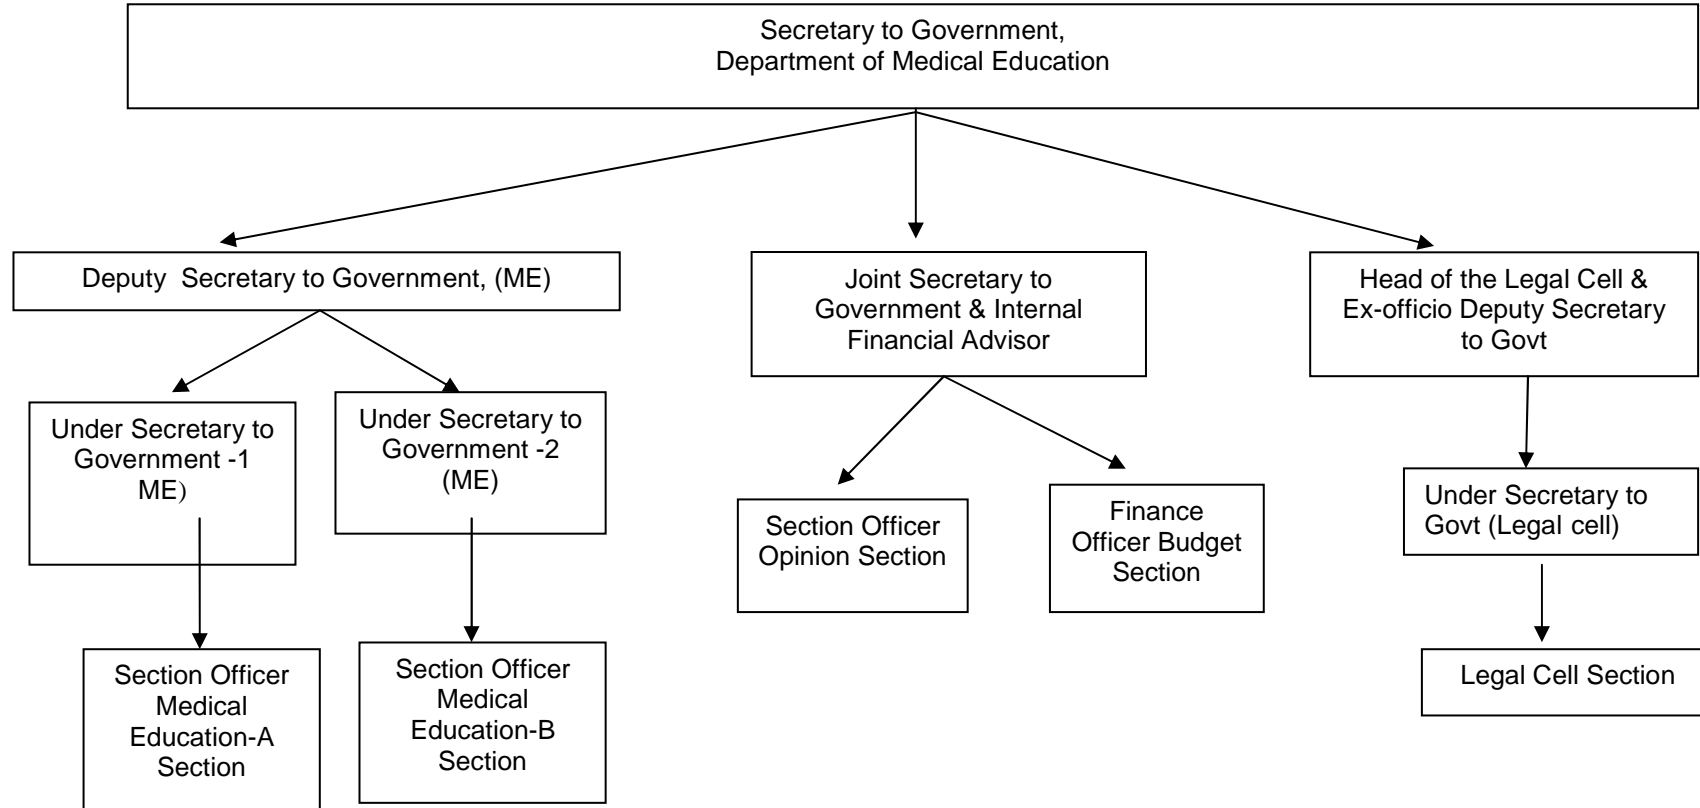 Secretary to Government,
Department of Medical Education
Deputy Secretary to Government, (ME)
Joint Secretary to
Government & Internal
Financial Advisor
Head of the Legal Cell &
Ex-officio Deputy Secretary
to Govt
Under Secretary to
Government -1
ME)
Under Secretary to
Government -2
(ME)
Section Officer
Opinion Section
Finance
Officer Budget
Section
Under Secretary to
Govt (Legal cell)
Section Officer
Medical
Education-A
Section
Section Officer
Medical
Education-B
Section
Legal Cell Section